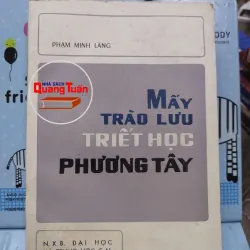 PHẠM MINH LĂNG
NHÀ SÁCH
Quang Tuấn
MẤY
TRÀO LƯU
TRIẾT HỌC
PHƯƠNG TÂY
N.X.B. ĐẠI HỌC